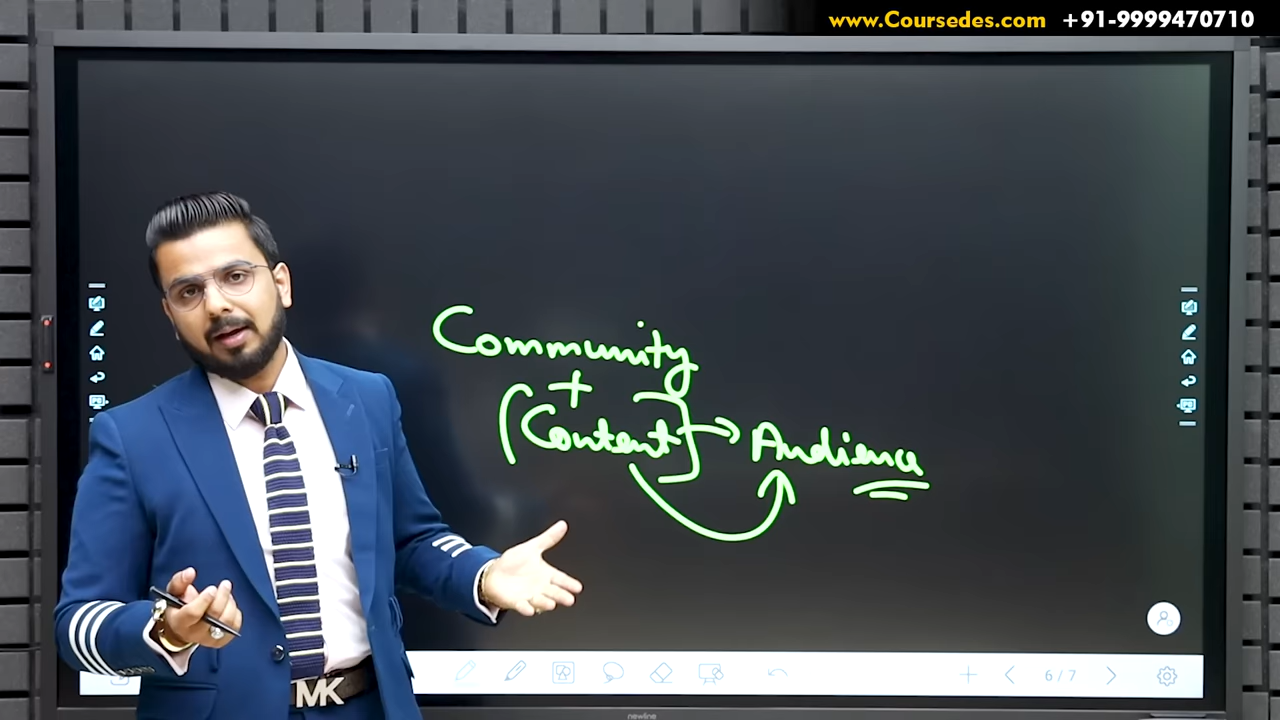 www.Coursedes.com +91-9999470710
Community
+
[Content] → Audience
MK
6/7
newline